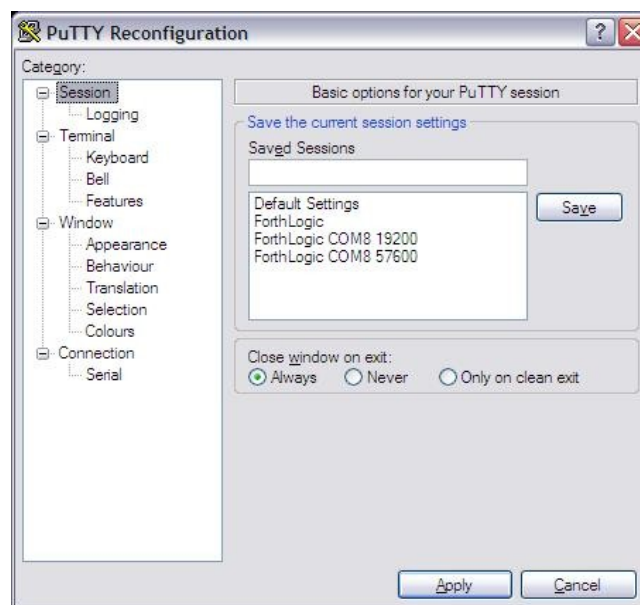 PuTTY Reconfiguration
?
Category:
Session
Logging
Terminal
Keyboard
Bell
Features
Window
Appearance
Behaviour
Translation
Selection
Colours
Connection
Serial
Basic options for your PuTTY session
Save the current session settings
Saved Sessions
Default Settings
ForthLogic
ForthLogic COM8 19200
ForthLogic COM8 57600
Save
Close window on exit:
Always Never Only on clean exit
Apply Cancel